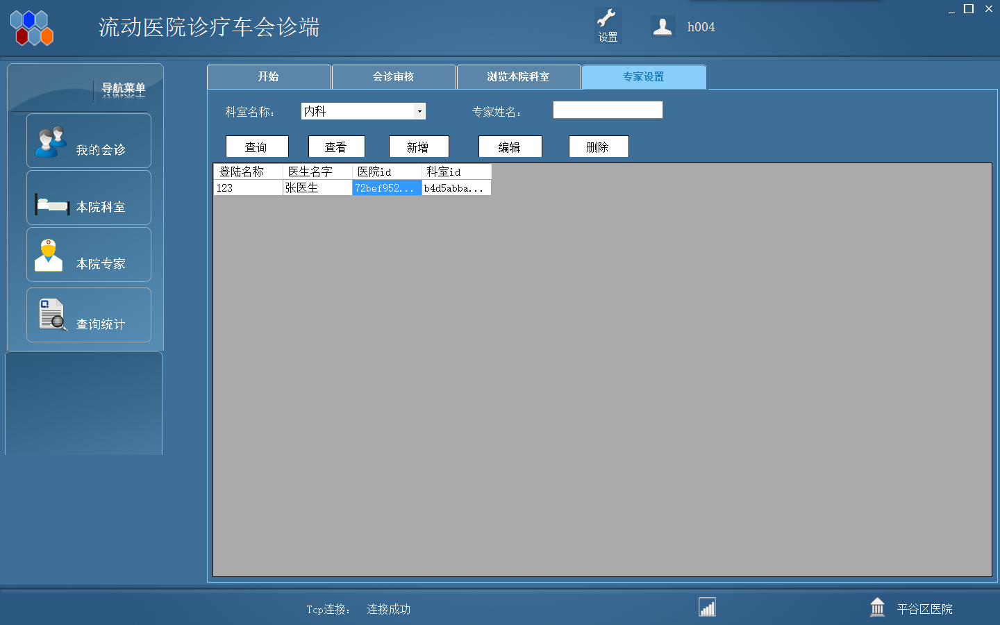 流动医院诊疗车会诊端
设置
h004
导航菜单
我的会诊
本院科室
本院专家
查询统计
开始 会诊审核 浏览本院科室 专家设置
科室名称: 内科 专家姓名:
查询 查看 新增 编辑 删除
登陆名称 医生名字 医院id 科室id
123 张医生 72bef952... b4d5abba...
Tcp连接: 连接成功
平谷区医院